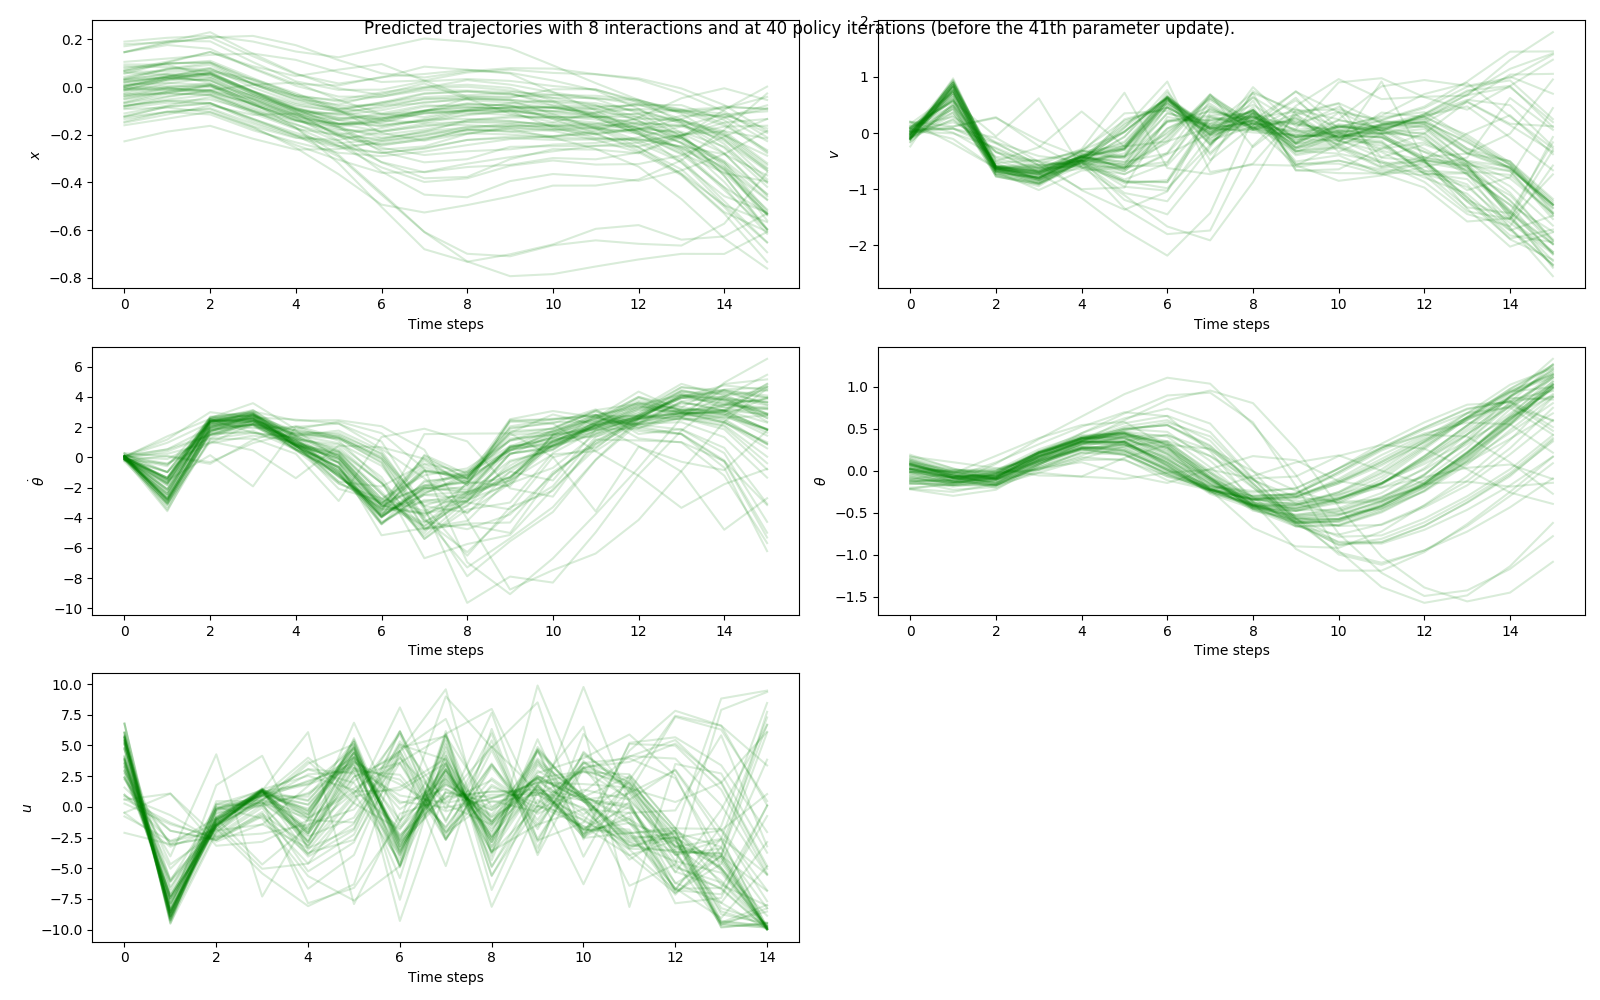 Predicted trajectories with 8 interactions and at 40 policy iterations (before the 41th parameter update).
0.2
0.0
−0.2
−0.4
−0.6
−0.8
x
0 2 4 6 8 10 12 14
Time steps
2
1
0
−1
−2
v
0 2 4 6 8 10 12 14
Time steps
6
4
2
0
−2
−4
−6
−8
−10
θ̇
0 2 4 6 8 10 12 14
Time steps
1.0
0.5
0.0
−0.5
−1.0
−1.5
θ
0 2 4 6 8 10 12 14
Time steps
10.0
7.5
5.0
2.5
0.0
−2.5
−5.0
−7.5
−10.0
u
0 2 4 6 8 10 12 14
Time steps